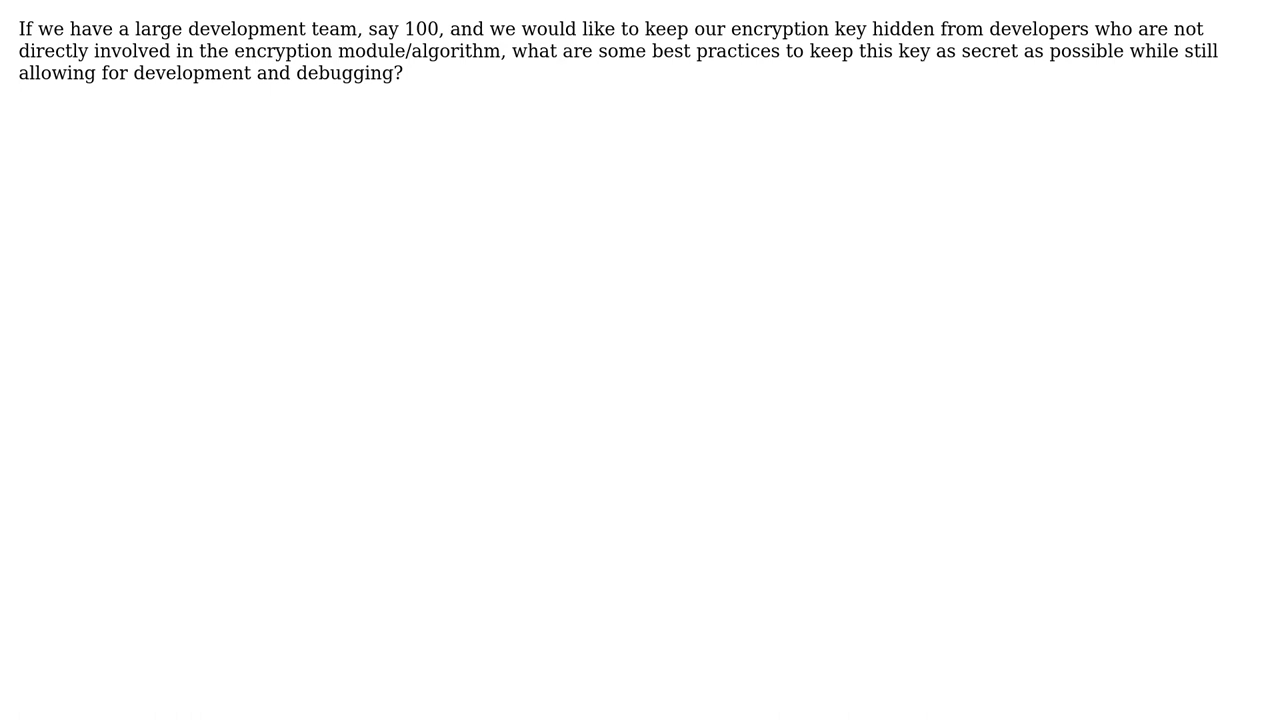 If we have a large development team, say 100, and we would like to keep our encryption key hidden from developers who are not
directly involved in the encryption module/algorithm, what are some best practices to keep this key as secret as possible while still
allowing for development and debugging?